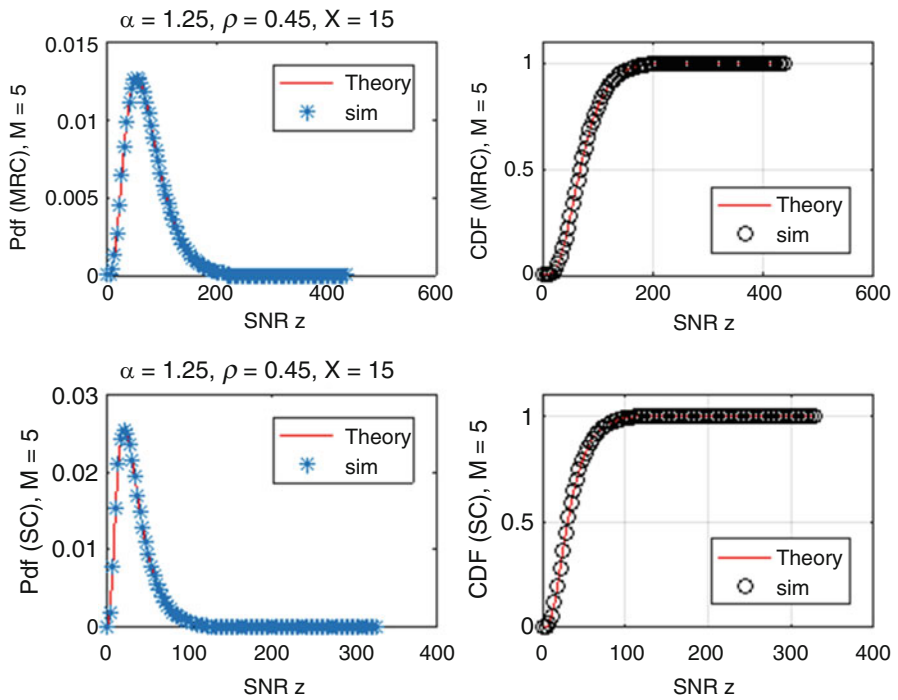 α = 1.25, ρ = 0.45, X = 15
Pdf (MRC), M = 5
0.015
0.01
0.005
0
0 200 400 600
SNR z
Theory
sim
CDF (MRC), M = 5
1
0.5
0
0 200 400 600
SNR z
Theory
sim
α = 1.25, ρ = 0.45, X = 15
Pdf (SC), M = 5
0.03
0.02
0.01
0
0 100 200 300 400
SNR z
Theory
sim
CDF (SC), M = 5
1
0.5
0
0 100 200 300 400
SNR z
Theory
sim